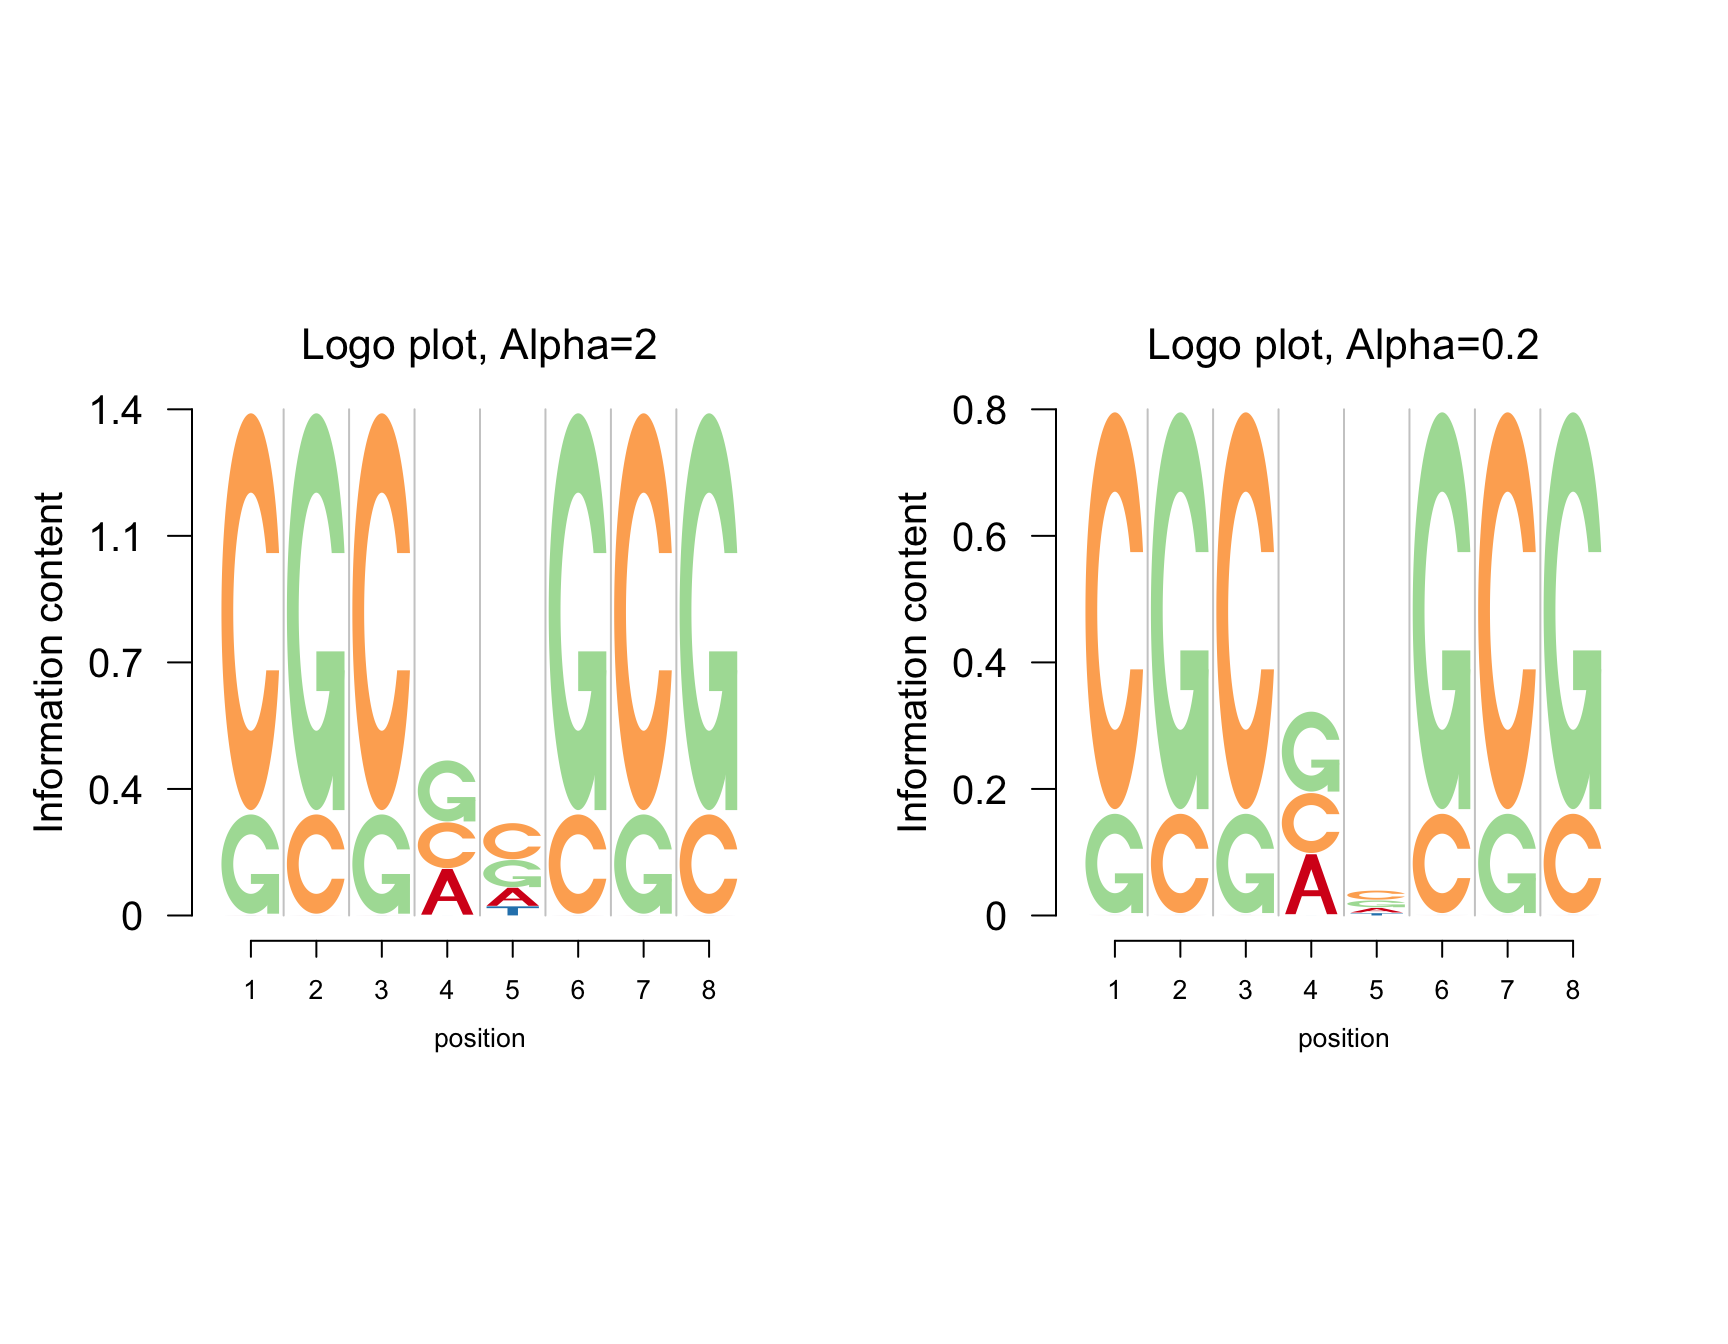 Logo plot, Alpha=2
Information content
1.4
1.1
0.7
0.4
0
C G C G G C G
G C G C C C G C
A G
A
T
1 2 3 4 5 6 7 8
position
Logo plot, Alpha=0.2
Information content
0.8
0.6
0.4
0.2
0
C G C G G C G
G C G C C C G C
A G
A
T
1 2 3 4 5 6 7 8
position